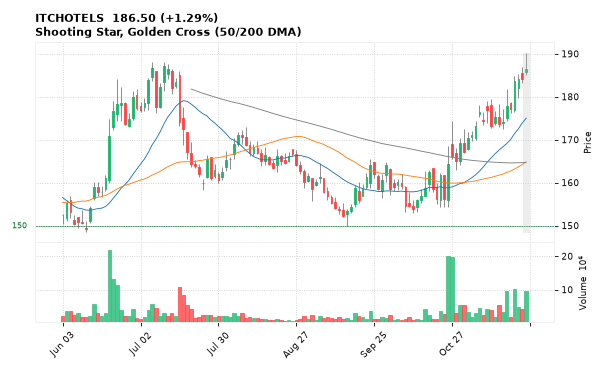 ITCHOTELS 186.50 (+1.29%)
Shooting Star, Golden Cross (50/200 DMA)
190
180
170
160
150
150
Price
20
10
Volume 10⁶
Jun 03
Jul 02
Jul 30
Aug 27
Sep 25
Oct 27